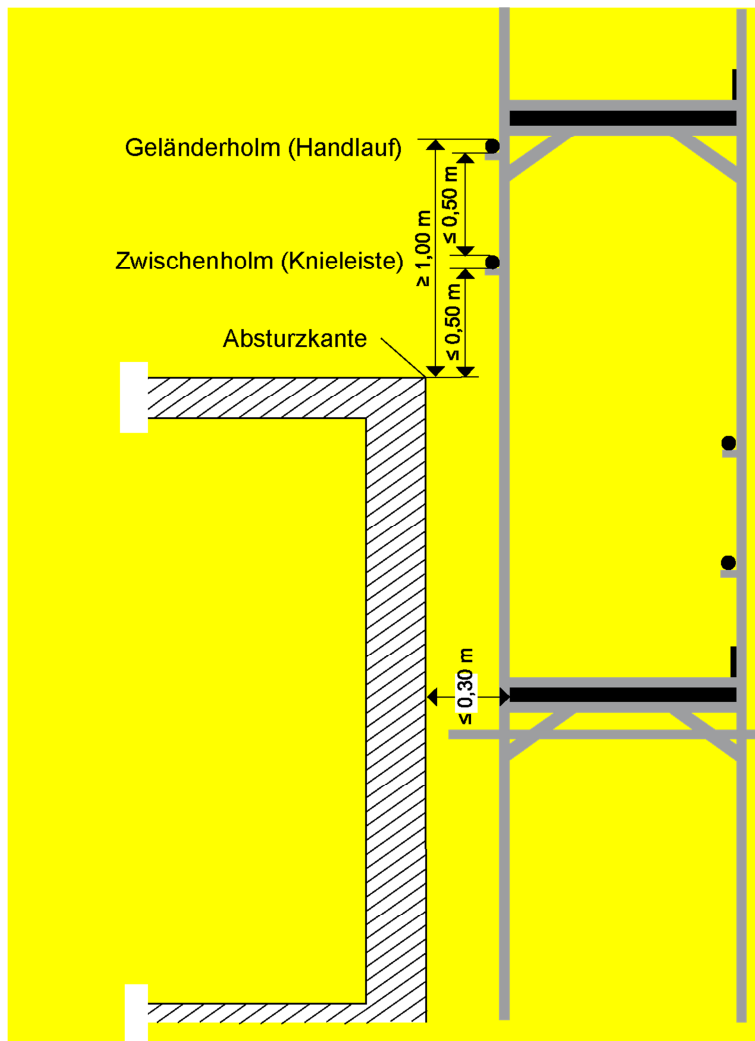 Geländerholm (Handlauf)
≤ 0,50 m
≥ 1,00 m
Zwischenholm (Knieleiste)
≤ 0,50 m
Absturzkante
≤ 0,30 m